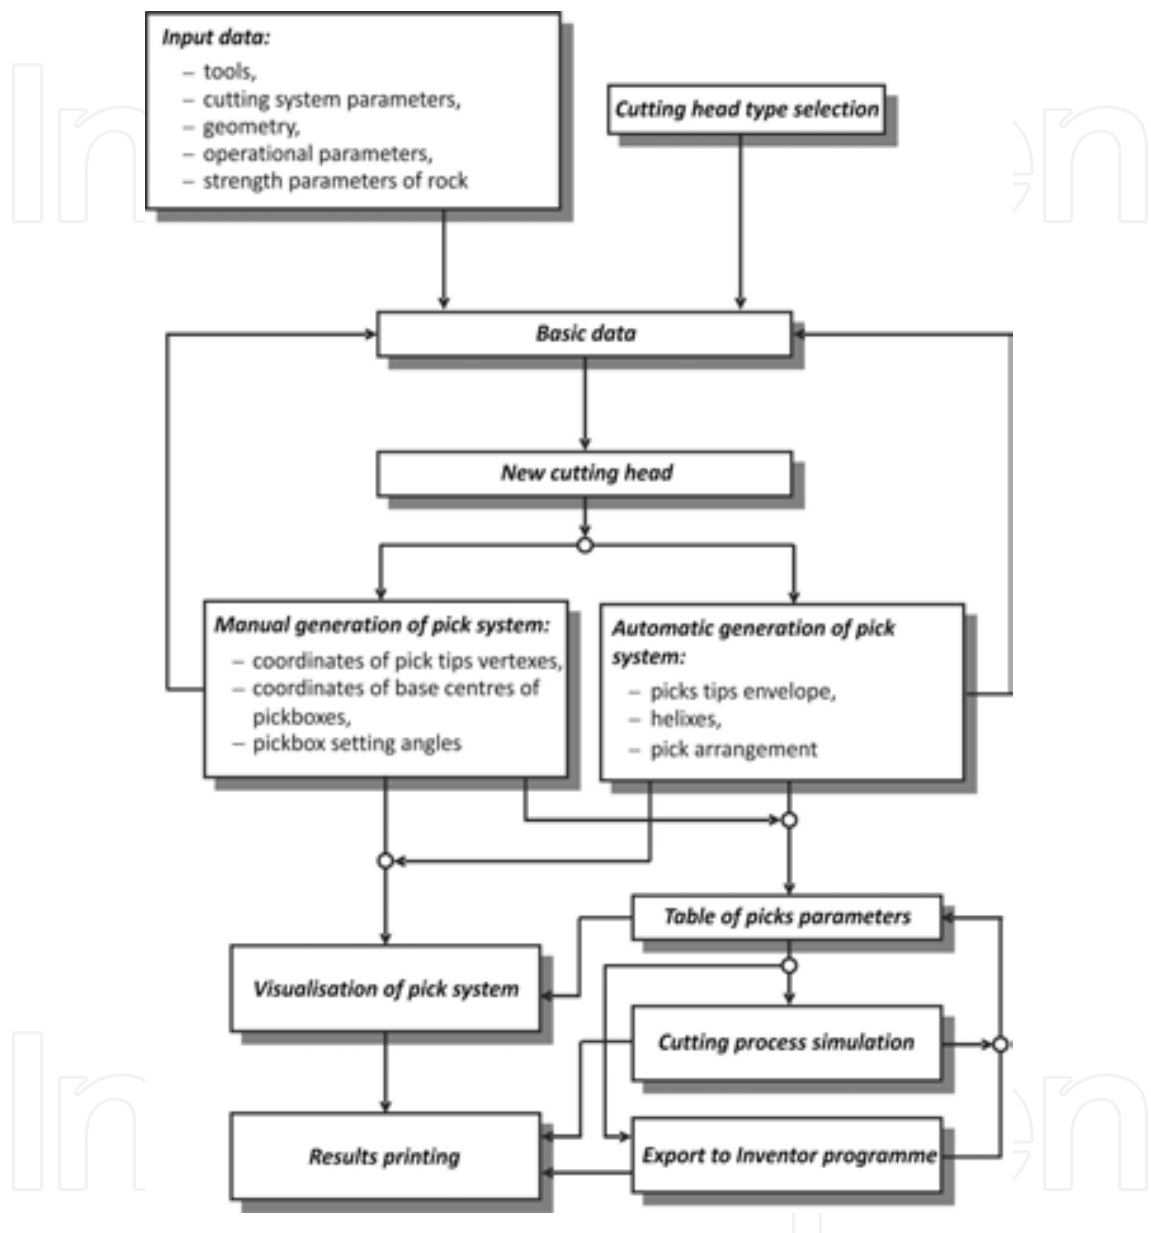 Input data:
– tools,
– cutting system parameters,
– geometry,
– operational parameters,
– strength parameters of rock
Cutting head type selection
Basic data
New cutting head
Manual generation of pick system:
– coordinates of pick tips vertexes,
– coordinates of base centres of
pickboxes,
– pickbox setting angles
Automatic generation of pick
system:
– picks tips envelope,
– helixes,
– pick arrangement
Table of picks parameters
Visualisation of pick system
Cutting process simulation
Results printing
Export to Inventor programme